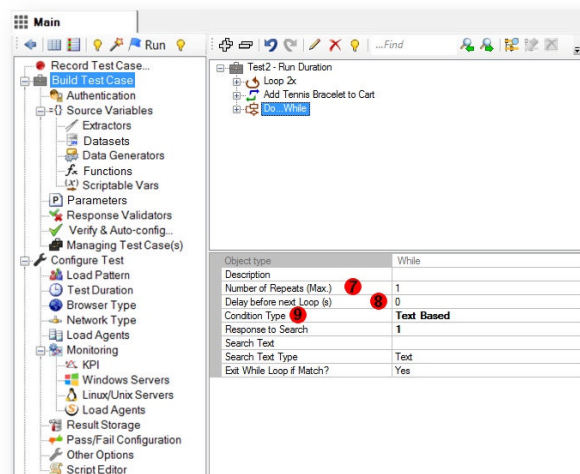 Main
Run
...Find
Record Test Case...
Build Test Case
Authentication
Source Variables
Extractors
Datasets
Data Generators
Functions
Scriptable Vars
Parameters
Response Validators
Verify & Auto-config...
Managing Test Case(s)
Configure Test
Load Pattern
Test Duration
Browser Type
Network Type
Load Agents
Monitoring
KPI
Windows Servers
Linux/Unix Servers
Load Agents
Result Storage
Pass/Fail Configuration
Other Options
Script Editor
Test2 - Run Duration
Loop 2x
Add Tennis Bracelet to Cart
Do...While
Object type While
Description
Number of Repeats (Max.) 7 1
Delay before next Loop (s) 8 0
Condition Type 9 Text Based
Response to Search 1
Search Text
Search Text Type Text
Exit While Loop if Match? Yes